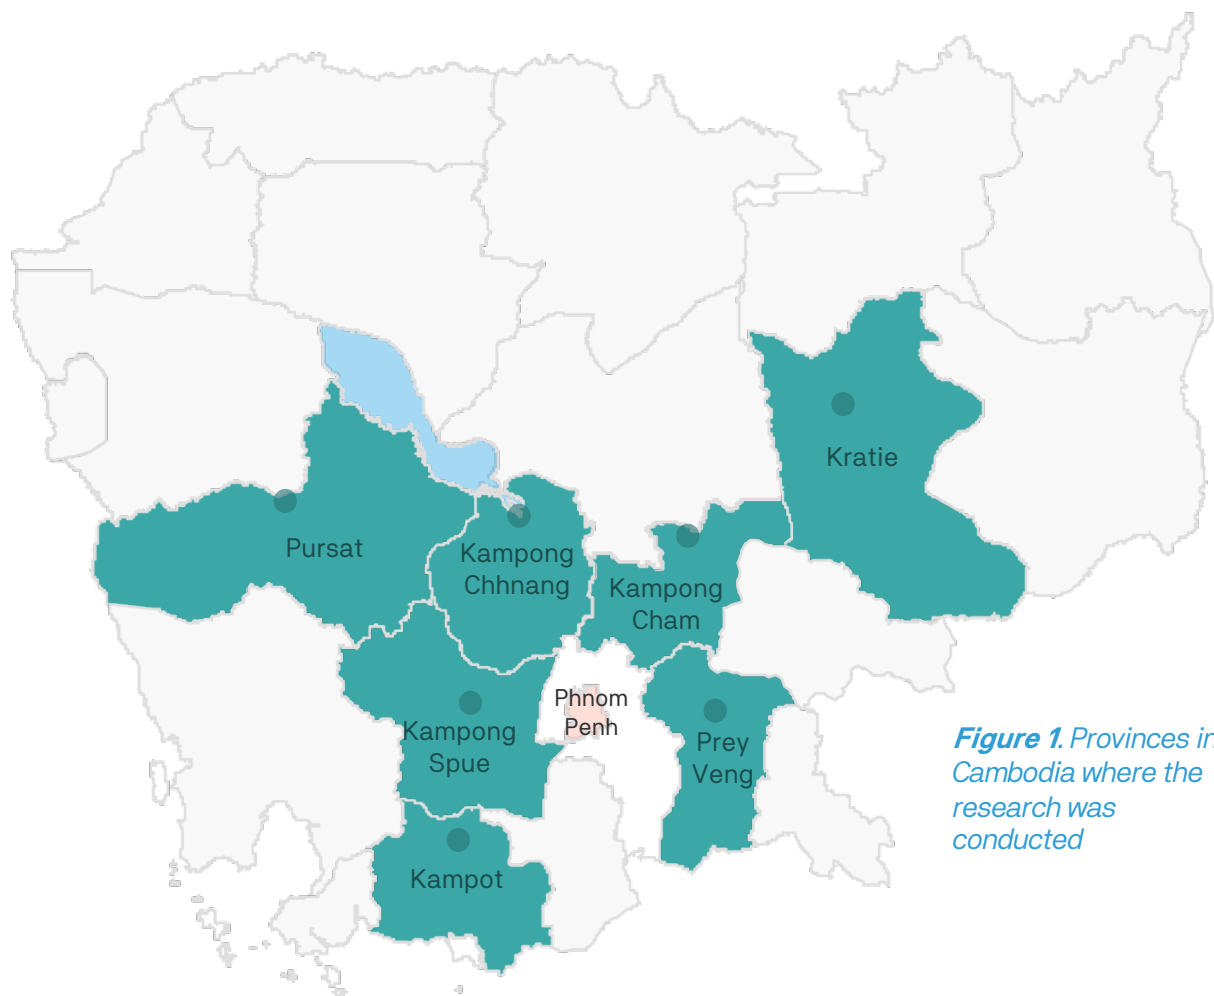 Kratie
Pursat
Kampong
Chhnang
Kampong
Cham
Phnom
Penh
Kampong
Spue
Prey
Veng
Kampot
Figure 1. Provinces in
Cambodia where the
research was
conducted